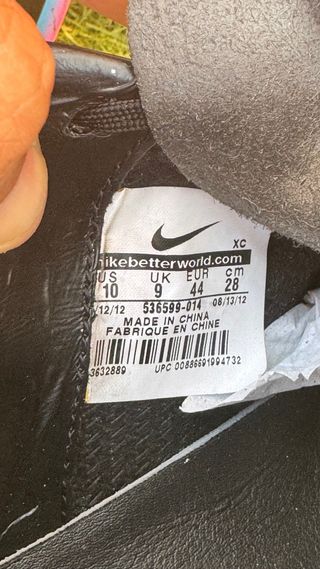 XC
nikebetterworld.com
US UK EUR cm
10 9 44 28
/12/12 536599-014 08/13/12
MADE IN CHINA
FABRIQUE EN CHINE
3632889 UPC 00886691994732